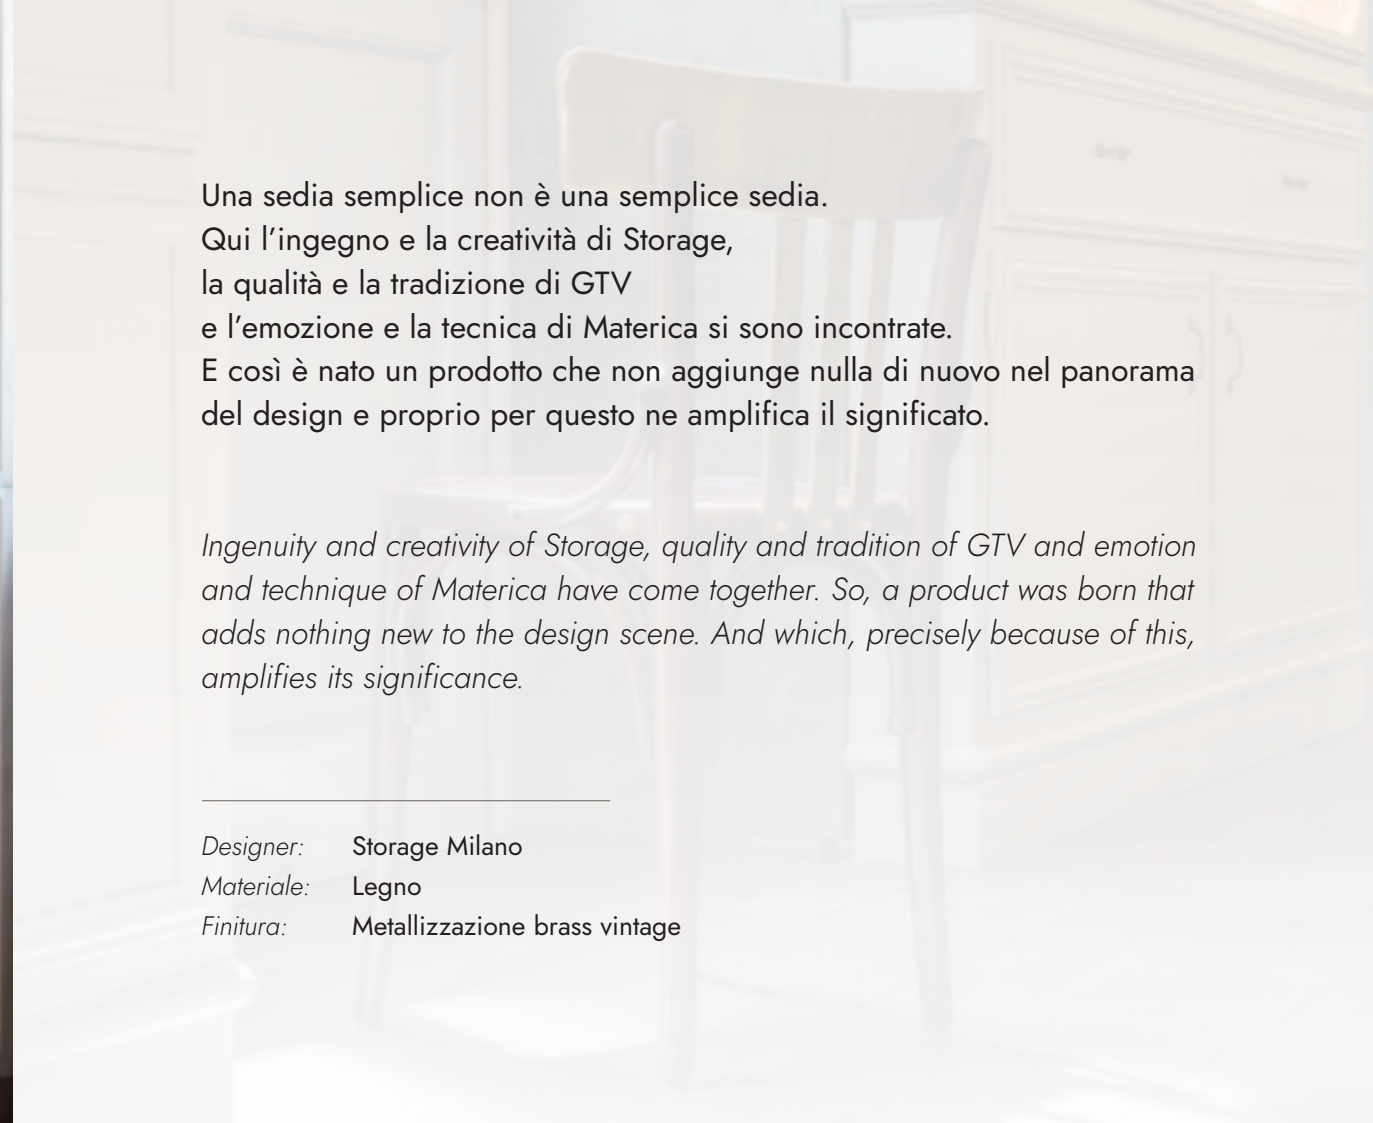 Una sedia semplice non è una semplice sedia.
Qui l’ingegno e la creatività di Storage,
la qualità e la tradizione di GTV
e l’emozione e la tecnica di Materica si sono incontrate.
E così è nato un prodotto che non aggiunge nulla di nuovo nel panorama
del design e proprio per questo ne amplifica il significato.
Ingenuity and creativity of Storage, quality and tradition of GTV and emotion
and technique of Materica have come together. So, a product was born that
adds nothing new to the design scene. And which, precisely because of this,
amplifies its significance.
Designer: Storage Milano
Materiale: Legno
Finitura: Metallizzazione brass vintage